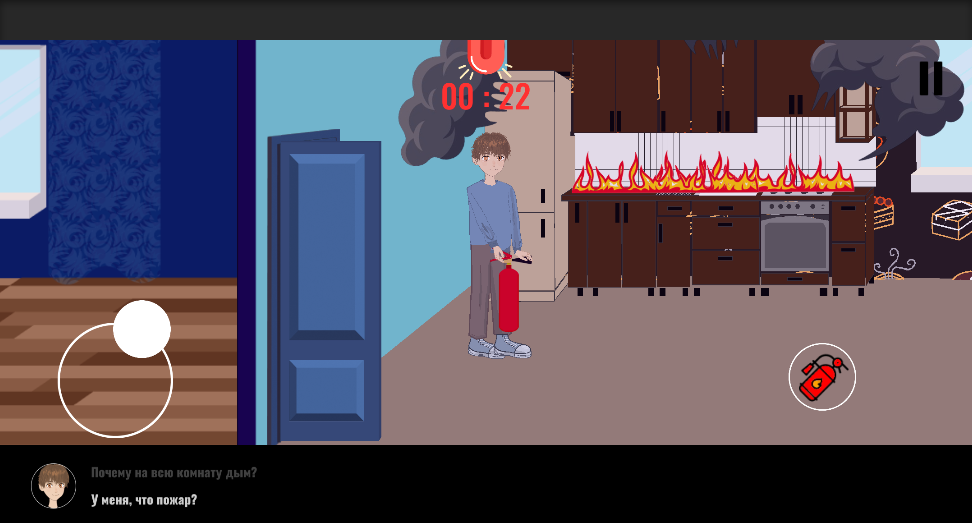 00 : 22
Почему на всю комнату дым?
У меня, что пожар?